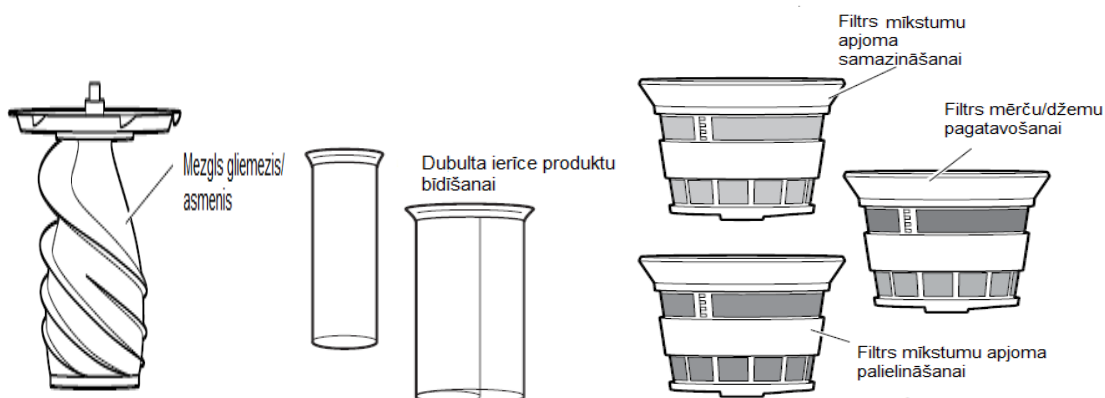 Mezgls gliemezis/
asmenis
Dubulta ierīce produktu
bīdīšanai
Filtrs mīkstumu
apjoma
samazināšanai
Filtrs mērču/džemu
pagatavošanai
Filtrs mīkstumu apjoma
palielināšanai